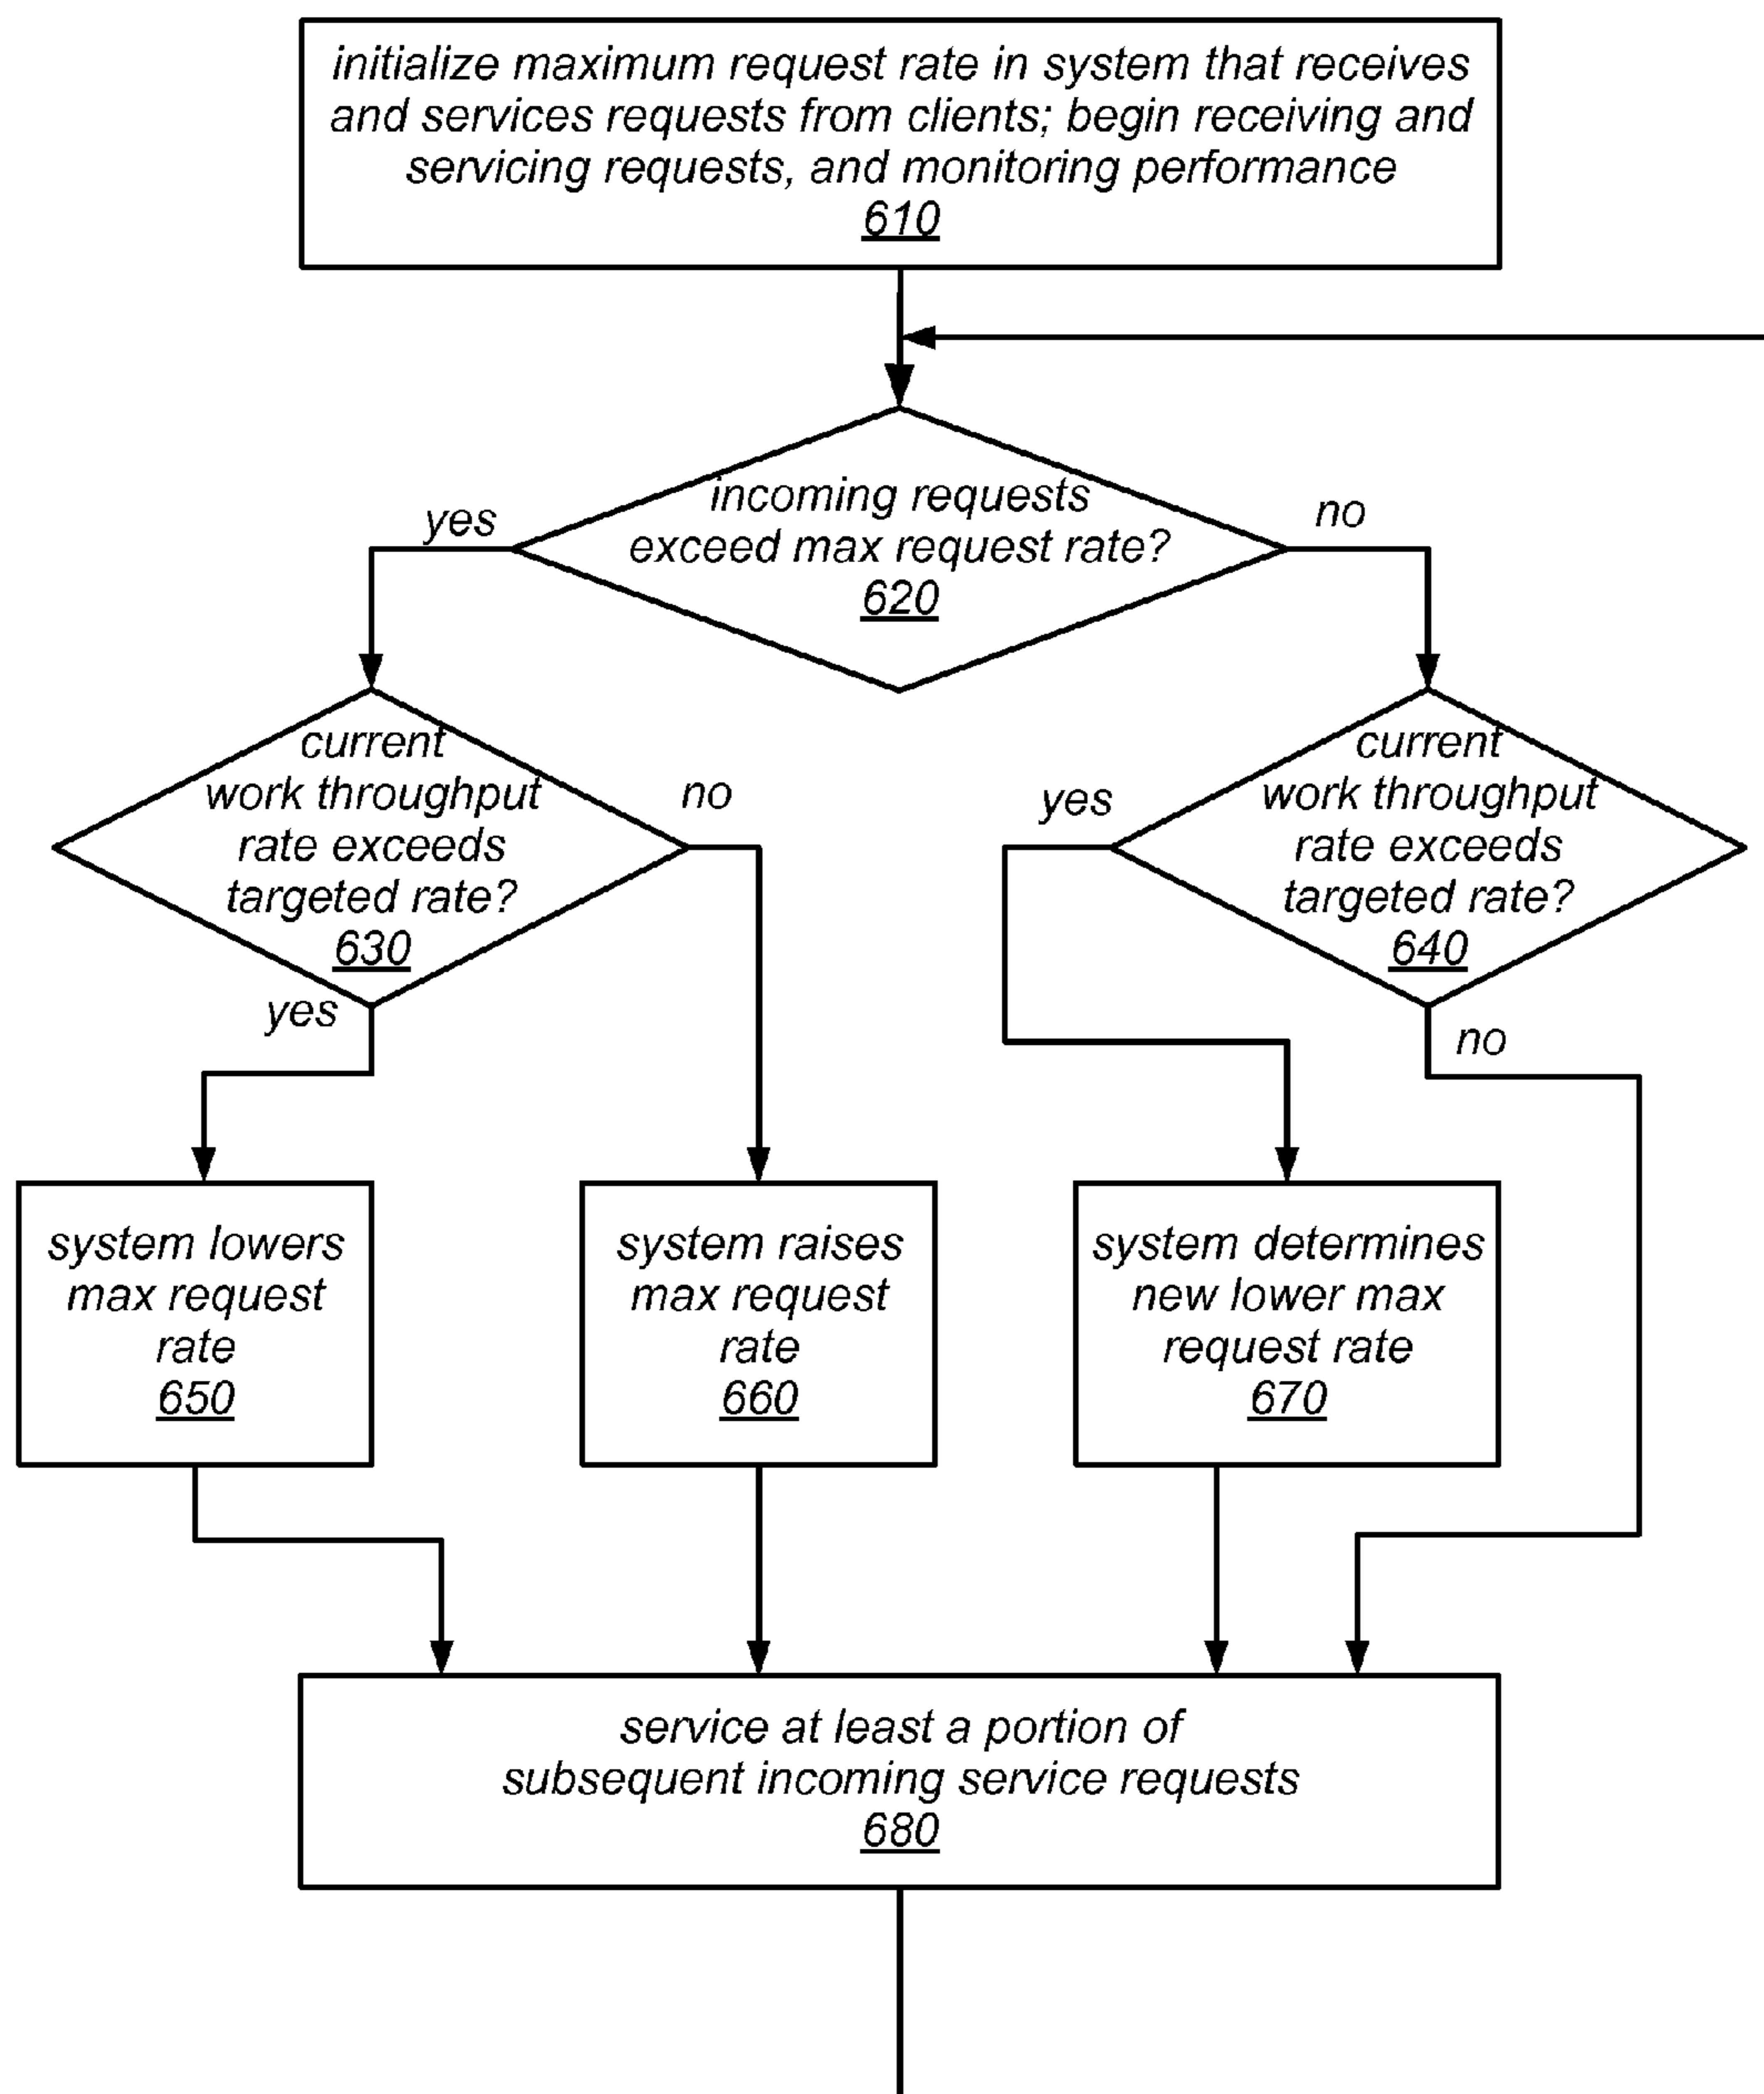 initialize maximum request rate in system that receives
and services requests from clients; begin receiving and
servicing requests, and monitoring performance
610
incoming requests
exceed max request rate?
620
yes
no
current
work throughput
rate exceeds
targeted rate?
630
no
yes
current
work throughput
rate exceeds
targeted rate?
640
yes
no
system lowers
max request
rate
650
system raises
max request
rate
660
system determines
new lower max
request rate
670
service at least a portion of
subsequent incoming service requests
680